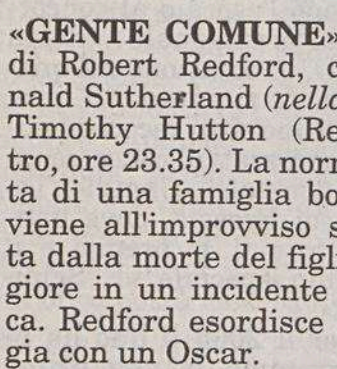 «GENTE COMUNE»
di Robert Redford, c
nald Sutherland (nello
Timothy Hutton (Re
tro, ore 23.35). La norm
ta di una famiglia bo
viene all'improvviso s
ta dalla morte del figli
giore in un incidente
ca. Redford esordisce
gia con un Oscar.